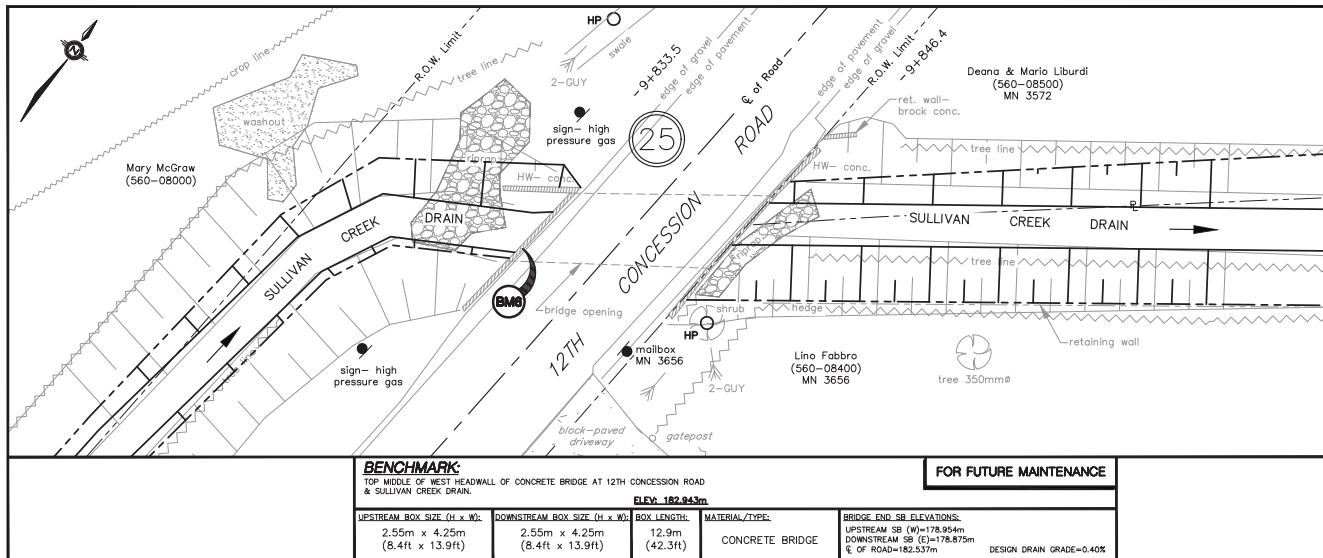 N
crop line
R.O.W. Limit
tree line
HP
swale
2-GUY
-9+833.5
edge of gravel
edge of pavement
℄ of Road
edge of pavement
edge of gravel
R.O.W. Limit
-9+846.4
Deana & Mario Liburdi
(560-08500)
MN 3572
ret. wall-
brock conc.
washout
sign- high
pressure gas
25
Mary McGraw
(560-08000)
riprap
HW- conc.
HW- conc.
tree line
12TH CONCESSION ROAD
SULLIVAN CREEK DRAIN
SULLIVAN CREEK DRAIN
riprap
tree line
BM6
bridge opening
shrub
hedge
HP
retaining wall
mailbox
MN 3656
Lino Fabbro
(560-08400)
MN 3656
tree 350mmø
sign- high
pressure gas
tree line
2-GUY
block-paved
driveway
gatepost
BENCHMARK:
TOP MIDDLE OF WEST HEADWALL OF CONCRETE BRIDGE AT 12TH CONCESSION ROAD
& SULLIVAN CREEK DRAIN.
ELEV: 182.943m
FOR FUTURE MAINTENANCE
UPSTREAM BOX SIZE (H x W):
2.55m x 4.25m
(8.4ft x 13.9ft)
DOWNSTREAM BOX SIZE (H x W):
2.55m x 4.25m
(8.4ft x 13.9ft)
BOX LENGTH:
12.9m
(42.3ft)
MATERIAL/TYPE:
CONCRETE BRIDGE
BRIDGE END SB ELEVATIONS:
UPSTREAM SB (W)=178.954m
DOWNSTREAM SB (E)=178.875m
℄ OF ROAD=182.537m DESIGN DRAIN GRADE=0.40%